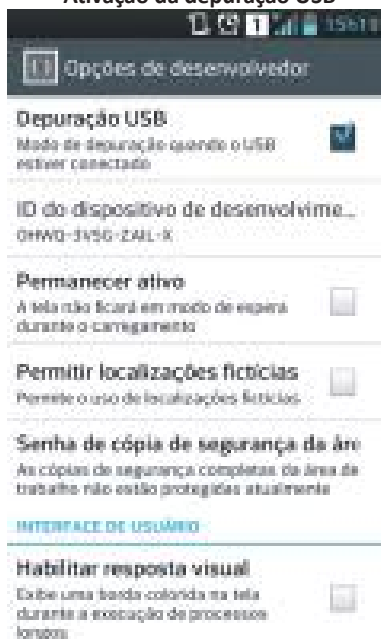 Ativação da depuração USB
Opções de desenvolvedor
Depuração USB
Modo de depuração quando o USB
estiver conectado
ID do dispositivo de desenvolvime...
Permanecer ativo
A tela não ficará em modo de espera
durante o carregamento
Permitir localizações fictícias
Permite o uso de localizações fictícias
Senha de cópia de segurança da áre
As cópias de segurança completas da área de
trabalho não estão protegidas atualmente
INTERFACE DE USUÁRIO
Habilitar resposta visual
Exibe uma borda colorida na tela
durante a execução de processos
longos